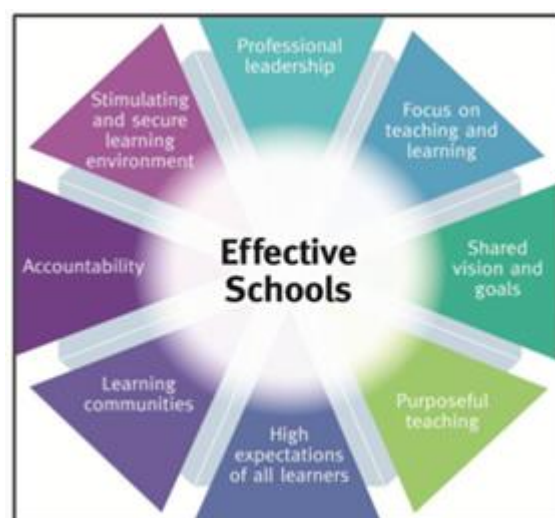 Professional
leadership
Focus on
teaching and
learning
Shared
vision and
goals
Purposeful
teaching
High
expectations
of all learners
Learning
communities
Accountability
Stimulating
and secure
learning
environment
Effective
Schools